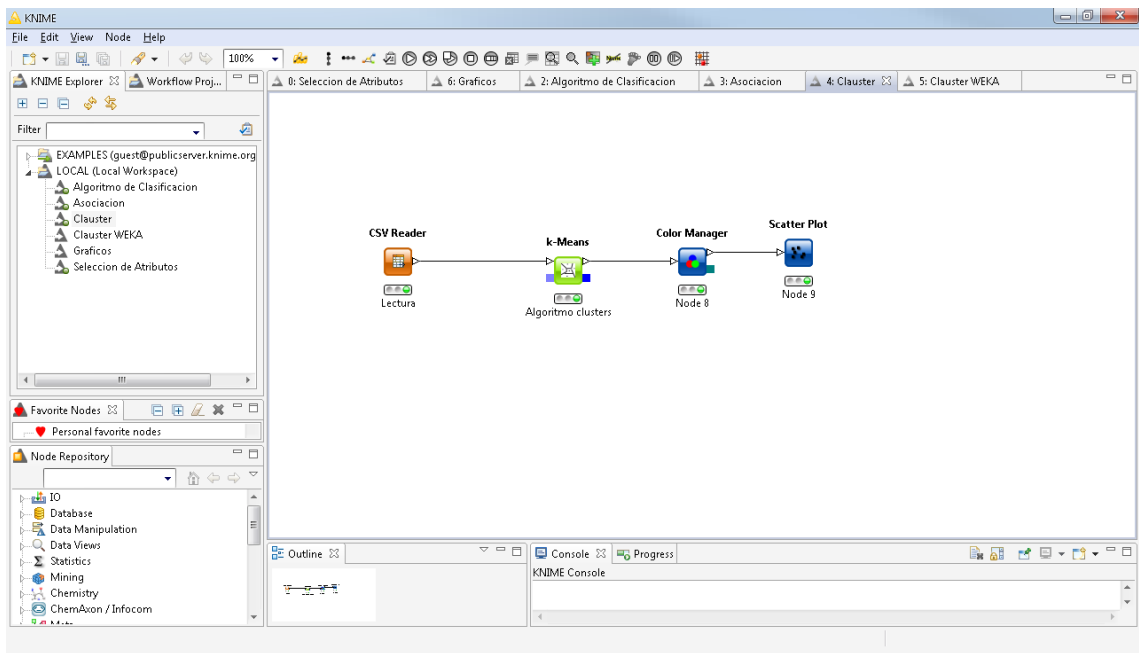 KNIME
File Edit View Node Help
100%
KNIME Explorer Workflow Proj...
0: Seleccion de Atributos 6: Graficos 2: Algoritmo de Clasificacion 3: Asociacion 4: Clauster 5: Clauster WEKA
Filter
EXAMPLES (guest@publicserver.knime.org
LOCAL (Local Workspace)
Algoritmo de Clasificacion
Asociacion
Clauster
Clauster WEKA
Graficos
Seleccion de Atributos
CSV Reader
Lectura
k-Means
Algoritmo clusters
Color Manager
Node 8
Scatter Plot
Node 9
Favorite Nodes
Personal favorite nodes
Node Repository
IO
Database
Data Manipulation
Data Views
Statistics
Mining
Chemistry
ChemAxon / Infocom
Outline
Console Progress
KNIME Console